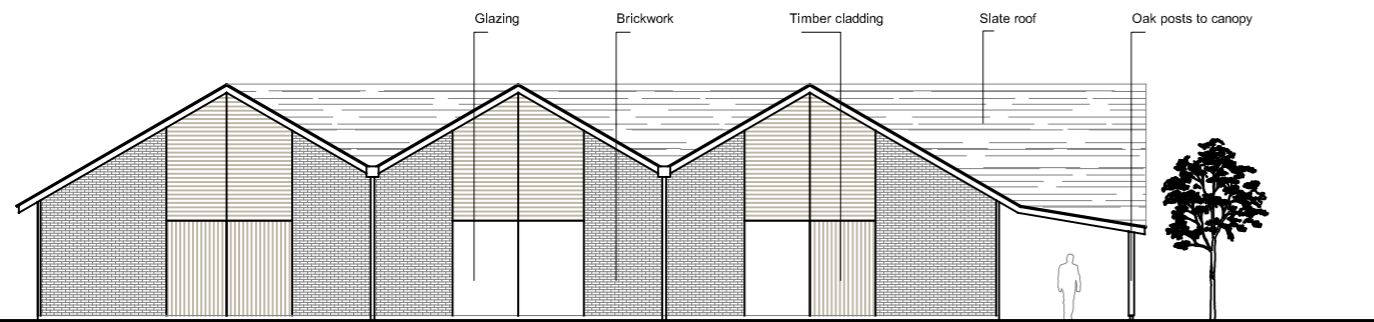 Glazing
Brickwork
Timber cladding
Slate roof
Oak posts to canopy